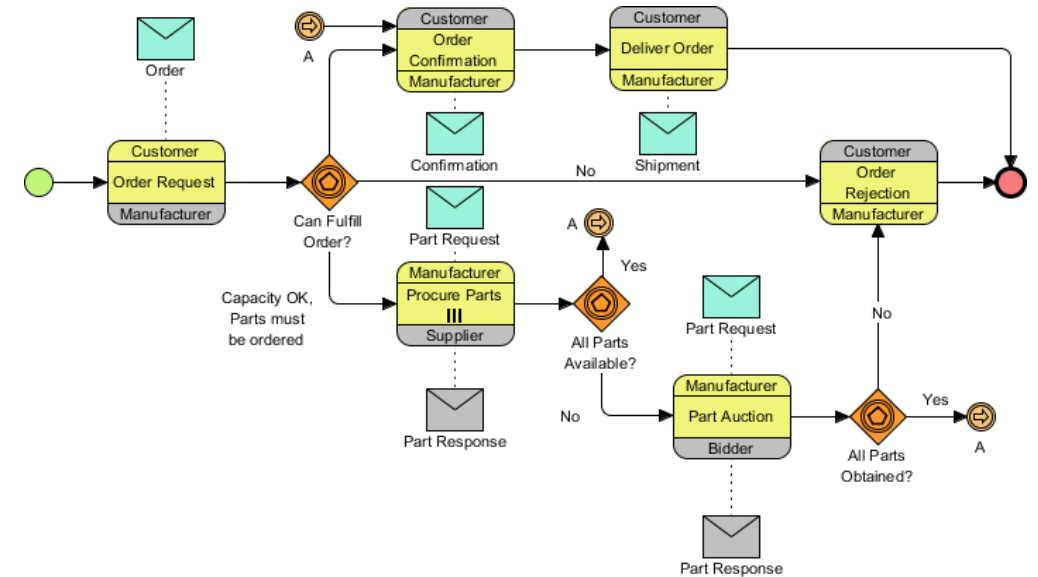 Order
Customer
Order Request
Manufacturer
A
Customer
Order
Confirmation
Manufacturer
Confirmation
Customer
Deliver Order
Manufacturer
Shipment
Can Fulfill
Order?
No
Customer
Order
Rejection
Manufacturer
Capacity OK,
Parts must
be ordered
Part Request
Manufacturer
Procure Parts
Supplier
Part Response
A
Yes
All Parts
Available?
No
Part Request
Manufacturer
Part Auction
Bidder
Part Response
No
All Parts
Obtained?
Yes
A